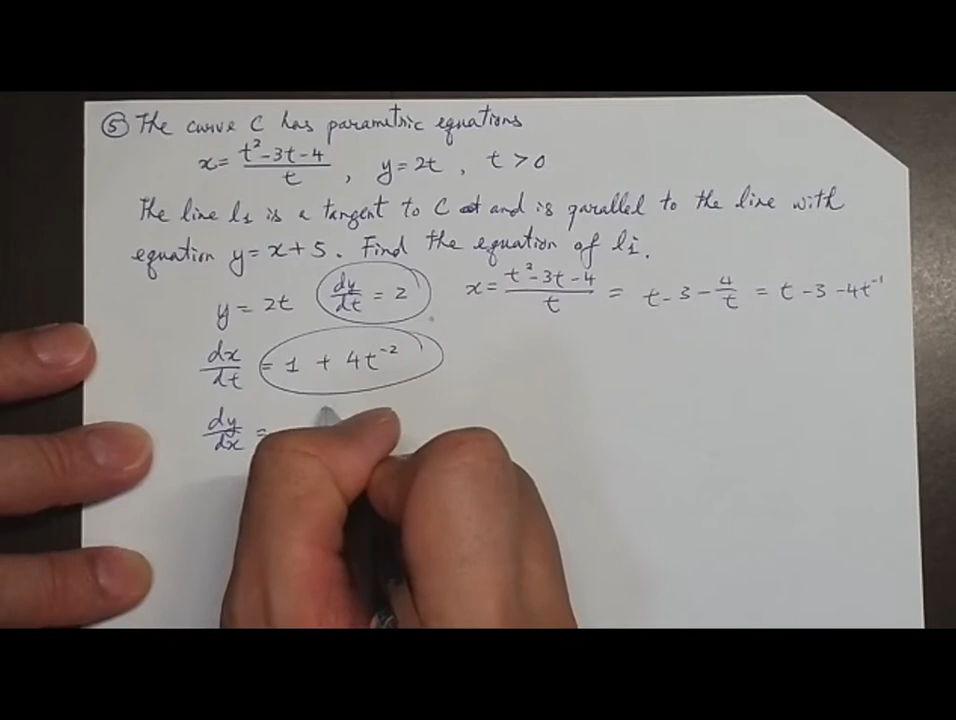 ⑤ The curve C has parametric equations
x = (t² - 3t - 4)/t , y = 2t , t > 0
The line l₁ is a tangent to C and is parallel to the line with
equation y = x + 5 . Find the equation of l₁.
y = 2t dy/dt = 2 x = (t² - 3t - 4)/t = t - 3 - 4/t = t - 3 - 4t⁻¹
dx/dt = 1 + 4t⁻²
dy/dx =